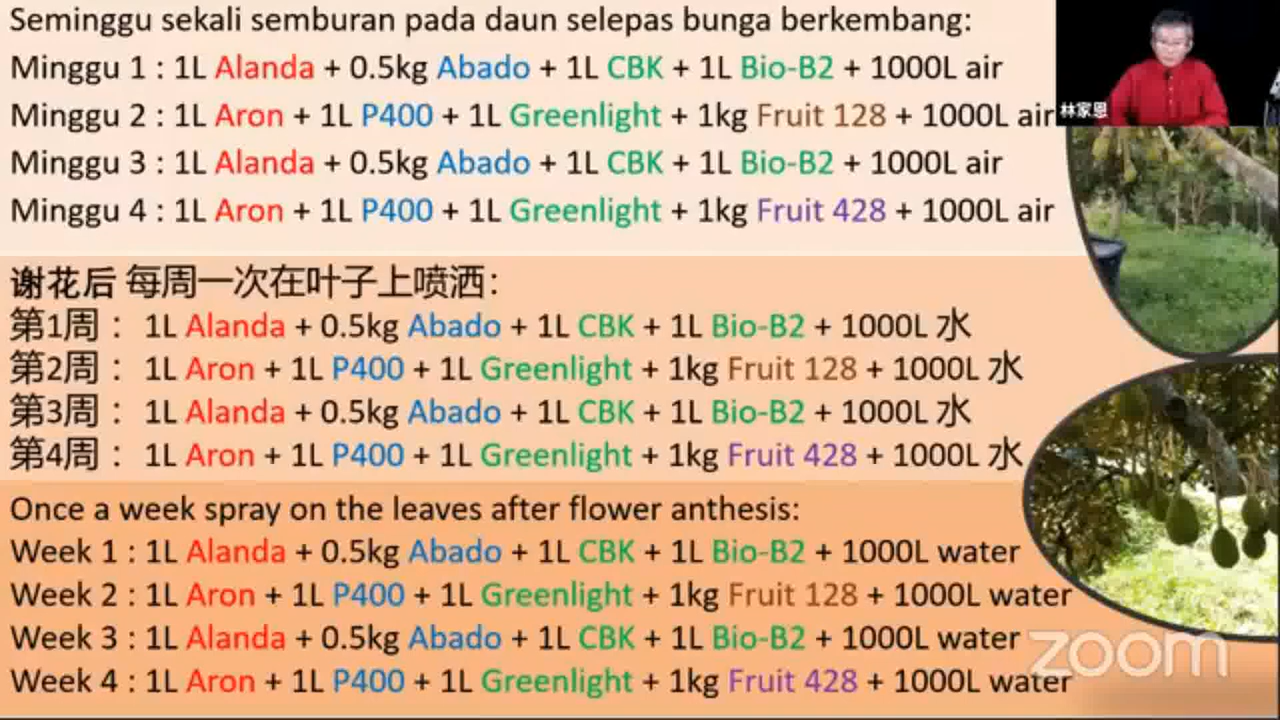 Seminggu sekali semburan pada daun selepas bunga berkembang:
Minggu 1 : 1L Alanda + 0.5kg Abado + 1L CBK + 1L Bio-B2 + 1000L air
Minggu 2 : 1L Aron + 1L P400 + 1L Greenlight + 1kg Fruit 128 + 1000L air
Minggu 3 : 1L Alanda + 0.5kg Abado + 1L CBK + 1L Bio-B2 + 1000L air
Minggu 4 : 1L Aron + 1L P400 + 1L Greenlight + 1kg Fruit 428 + 1000L air
林家恩
谢花后 每周一次在叶子上喷洒：
第1周： 1L Alanda + 0.5kg Abado + 1L CBK + 1L Bio-B2 + 1000L 水
第2周： 1L Aron + 1L P400 + 1L Greenlight + 1kg Fruit 128 + 1000L 水
第3周： 1L Alanda + 0.5kg Abado + 1L CBK + 1L Bio-B2 + 1000L 水
第4周： 1L Aron + 1L P400 + 1L Greenlight + 1kg Fruit 428 + 1000L 水
Once a week spray on the leaves after flower anthesis:
Week 1 : 1L Alanda + 0.5kg Abado + 1L CBK + 1L Bio-B2 + 1000L water
Week 2 : 1L Aron + 1L P400 + 1L Greenlight + 1kg Fruit 128 + 1000L water
Week 3 : 1L Alanda + 0.5kg Abado + 1L CBK + 1L Bio-B2 + 1000L water
Week 4 : 1L Aron + 1L P400 + 1L Greenlight + 1kg Fruit 428 + 1000L water
zoom